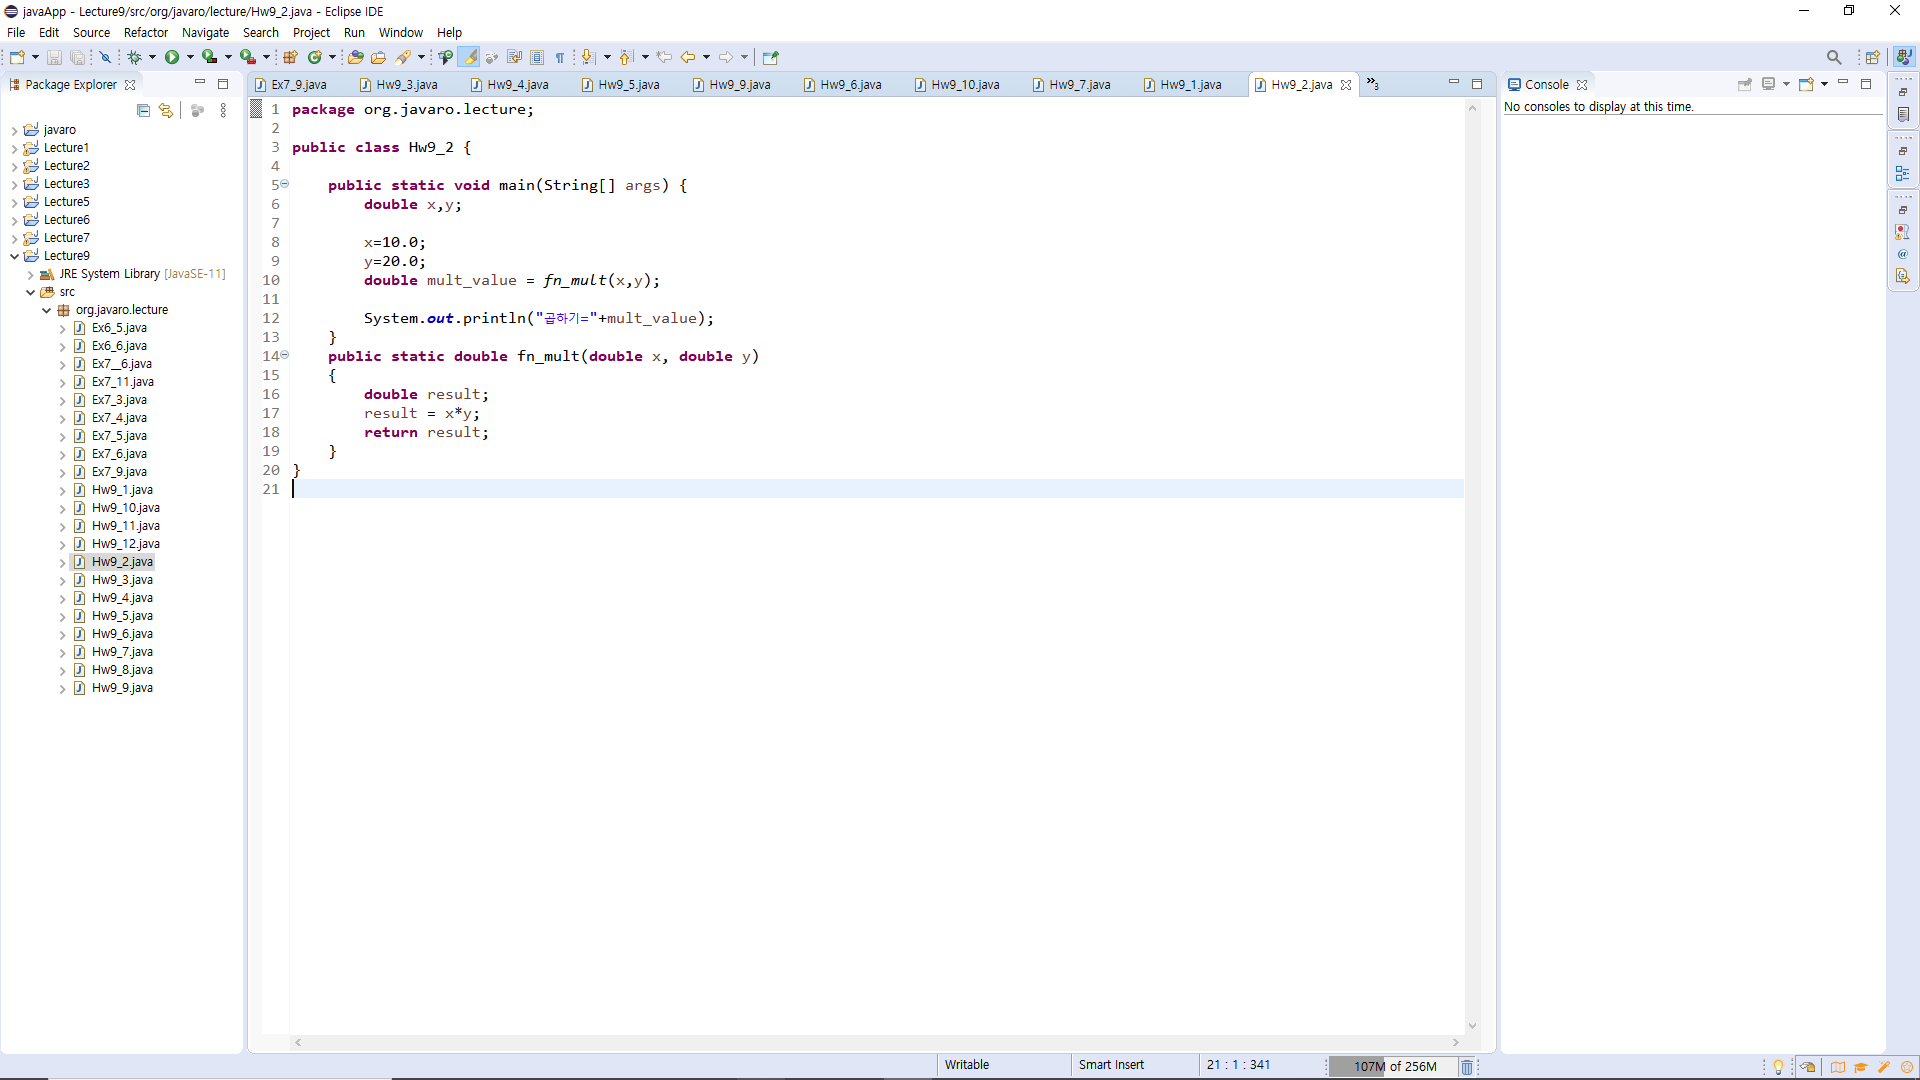 javaApp - Lecture9/src/org/javaro/lecture/Hw9_2.java - Eclipse IDE
File Edit Source Refactor Navigate Search Project Run Window Help
Package Explorer
javaro
Lecture1
Lecture2
Lecture3
Lecture5
Lecture6
Lecture7
Lecture9
JRE System Library [JavaSE-11]
src
org.javaro.lecture
Ex6_5.java
Ex6_6.java
Ex7__6.java
Ex7_11.java
Ex7_3.java
Ex7_4.java
Ex7_5.java
Ex7_6.java
Ex7_9.java
Hw9_1.java
Hw9_10.java
Hw9_11.java
Hw9_12.java
Hw9_2.java
Hw9_3.java
Hw9_4.java
Hw9_5.java
Hw9_6.java
Hw9_7.java
Hw9_8.java
Hw9_9.java
Ex7_9.java Hw9_3.java Hw9_4.java Hw9_5.java Hw9_9.java Hw9_6.java Hw9_10.java Hw9_7.java Hw9_1.java Hw9_2.java »3
1 package org.javaro.lecture;
2
3 public class Hw9_2 {
4
5 public static void main(String[] args) {
6 double x,y;
7
8 x=10.0;
9 y=20.0;
10 double mult_value = fn_mult(x,y);
11
12 System.out.println("곱하기="+mult_value);
13 }
14 public static double fn_mult(double x, double y)
15 {
16 double result;
17 result = x*y;
18 return result;
19 }
20 }
21
Console
No consoles to display at this time.
Writable Smart Insert 21 : 1 : 341 107M of 256M